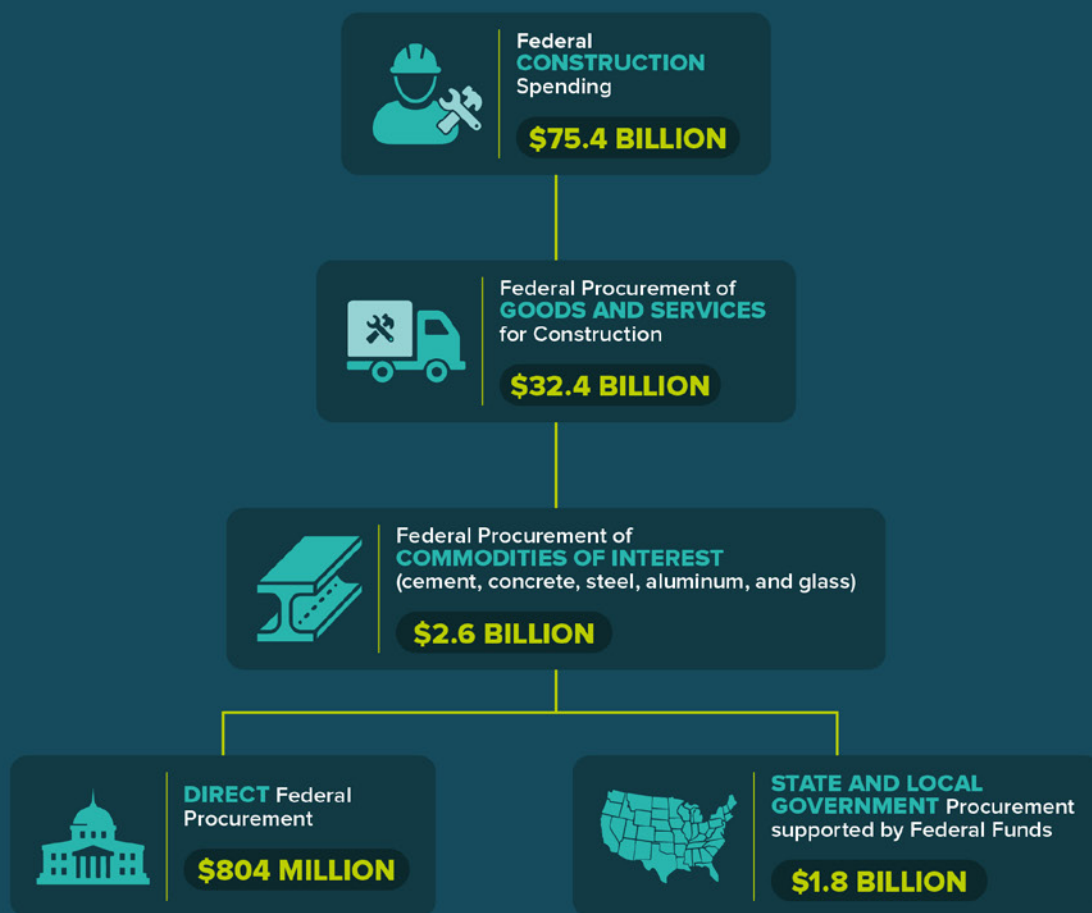 Federal
CONSTRUCTION
Spending
$75.4 BILLION
Federal Procurement of
GOODS AND SERVICES
for Construction
$32.4 BILLION
Federal Procurement of
COMMODITIES OF INTEREST
(cement, concrete, steel, aluminum, and glass)
$2.6 BILLION
DIRECT Federal
Procurement
$804 MILLION
STATE AND LOCAL
GOVERNMENT Procurement
supported by Federal Funds
$1.8 BILLION